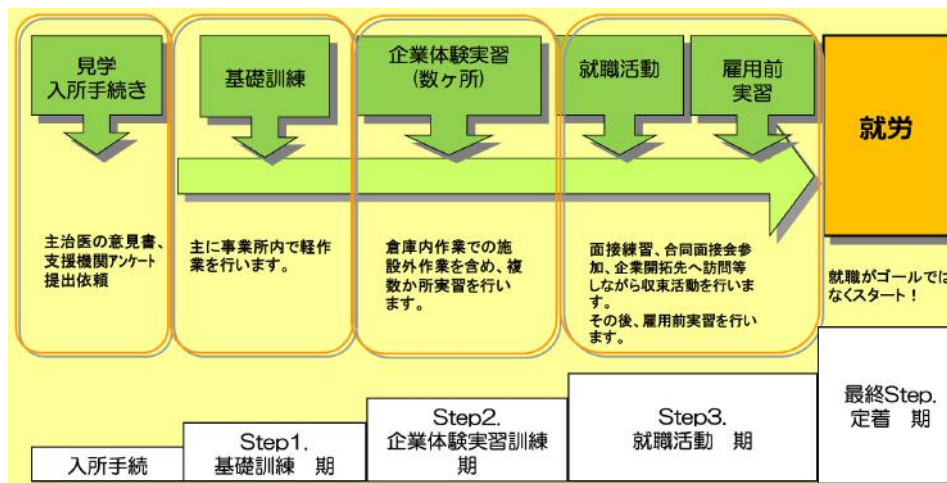 見学
入所手続き
基礎訓練
企業体験実習
(数ヶ所)
就職活動
雇用前
実習
就労
主治医の意見書、
支援機関アンケート
提出依頼
主に事業所内で軽作
業を行います。
倉庫内作業での施
設外作業を含め、複
数か所実習を行い
ます。
面接練習、合同面接会参
加、企業開拓先へ訪問等
しながら収束活動を行いま
す。
その後、雇用前実習を行い
ます。
就職がゴールでは
なくスタート！
入所手続
Step1.
基礎訓練 期
Step2.
企業体験実習訓練
期
Step3.
就職活動 期
最終Step.
定着 期